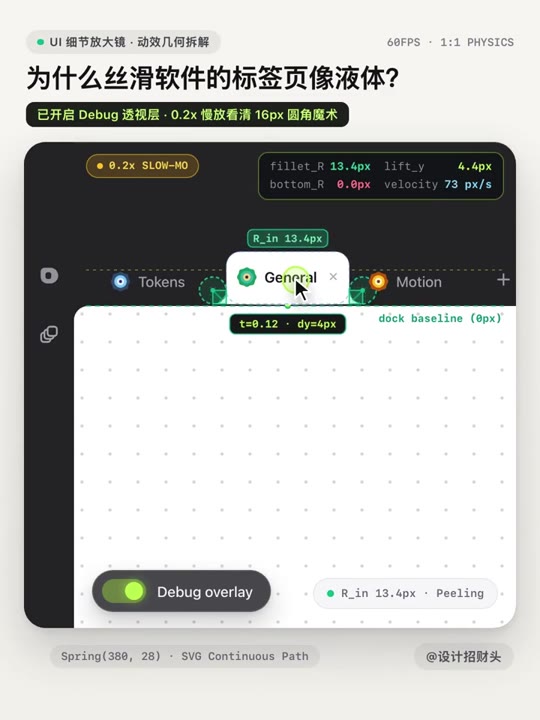 UI 细节放大镜 · 动效几何拆解
60FPS · 1:1 PHYSICS
为什么丝滑软件的标签页像液体？
已开启 Debug 透视层 · 0.2x 慢放看清 16px 圆角魔术
0.2x SLOW-MO
fillet_R 13.4px lift_y 4.4px
bottom_R 0.0px velocity 73 px/s
R_in 13.4px
Tokens
General ×
Motion
+
t=0.12 · dy=4px
dock baseline (0px)
Debug overlay
R_in 13.4px · Peeling
Spring(380, 28) · SVG Continuous Path
@设计招财头